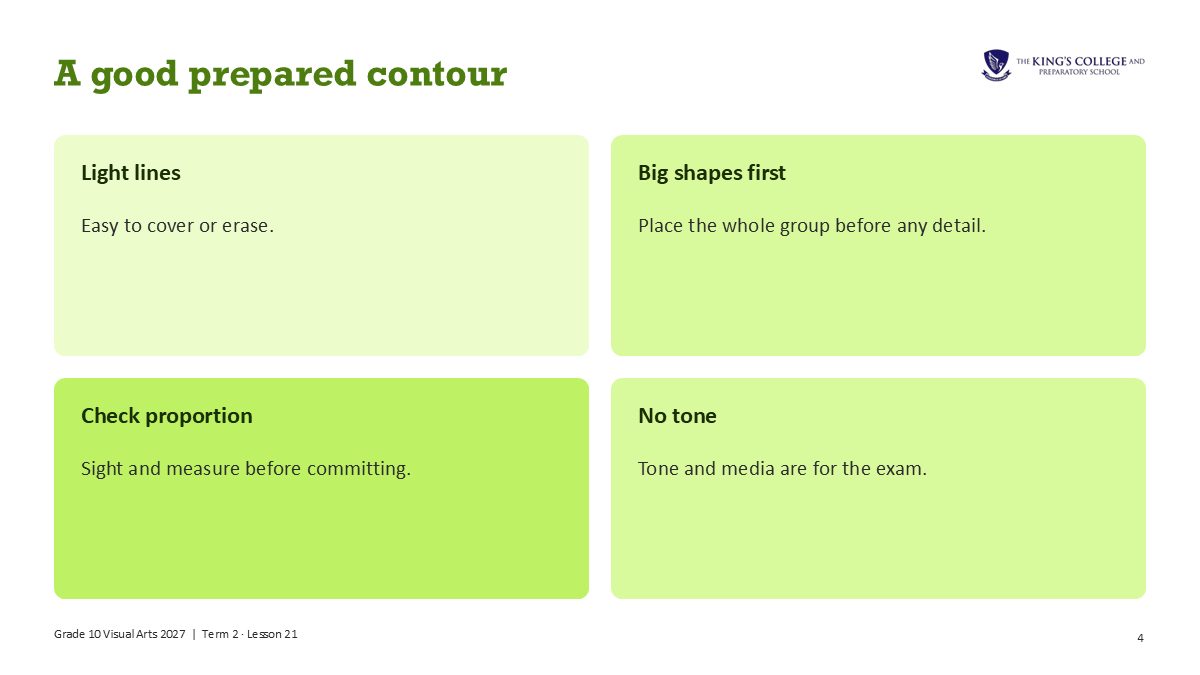 A good prepared contour
THE KING'S COLLEGE AND
PREPARATORY SCHOOL
Light lines
Easy to cover or erase.
Big shapes first
Place the whole group before any detail.
Check proportion
Sight and measure before committing.
No tone
Tone and media are for the exam.
Grade 10 Visual Arts 2027 | Term 2 · Lesson 21
4